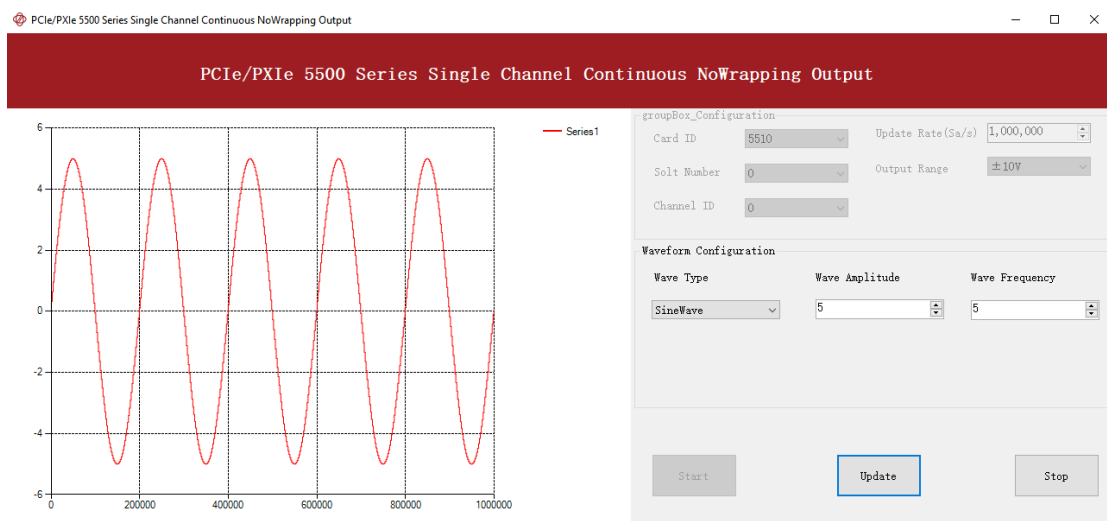 PCIe/PXIe 5500 Series Single Channel Continuous NoWrapping Output
PCIe/PXIe 5500 Series Single Channel Continuous NoWrapping Output
6
4
2
0
-2
-4
-6
0 200000 400000 600000 800000 1000000
Series1
groupBox_Configuration
Card ID 5510 Update Rate(Sa/s) 1,000,000
Solt Number 0 Output Range ±10V
Channel ID 0
Waveform Configuration
Wave Type Wave Amplitude Wave Frequency
SineWave 5 5
Start Update Stop